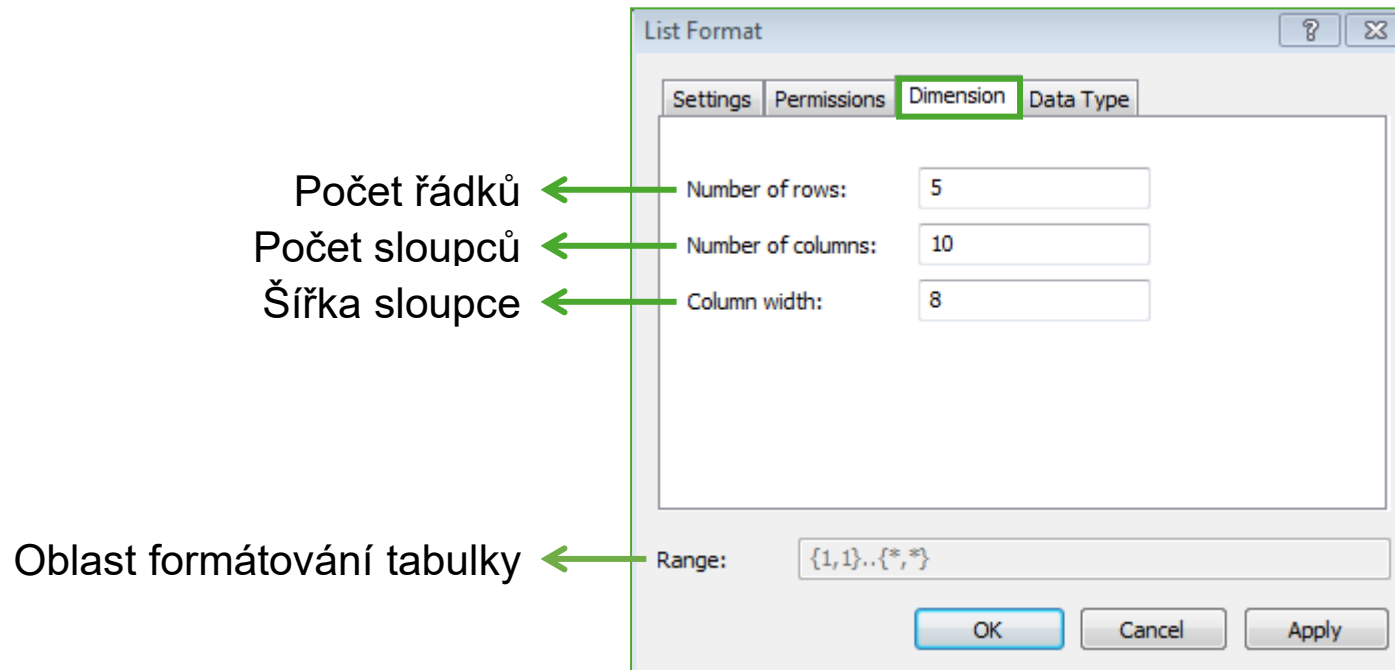 List Format
Settings Permissions Dimension Data Type
Počet řádků Number of rows: 5
Počet sloupců Number of columns: 10
Šířka sloupce Column width: 8
Oblast formátování tabulky Range: {1,1}..{*,*}
OK Cancel Apply